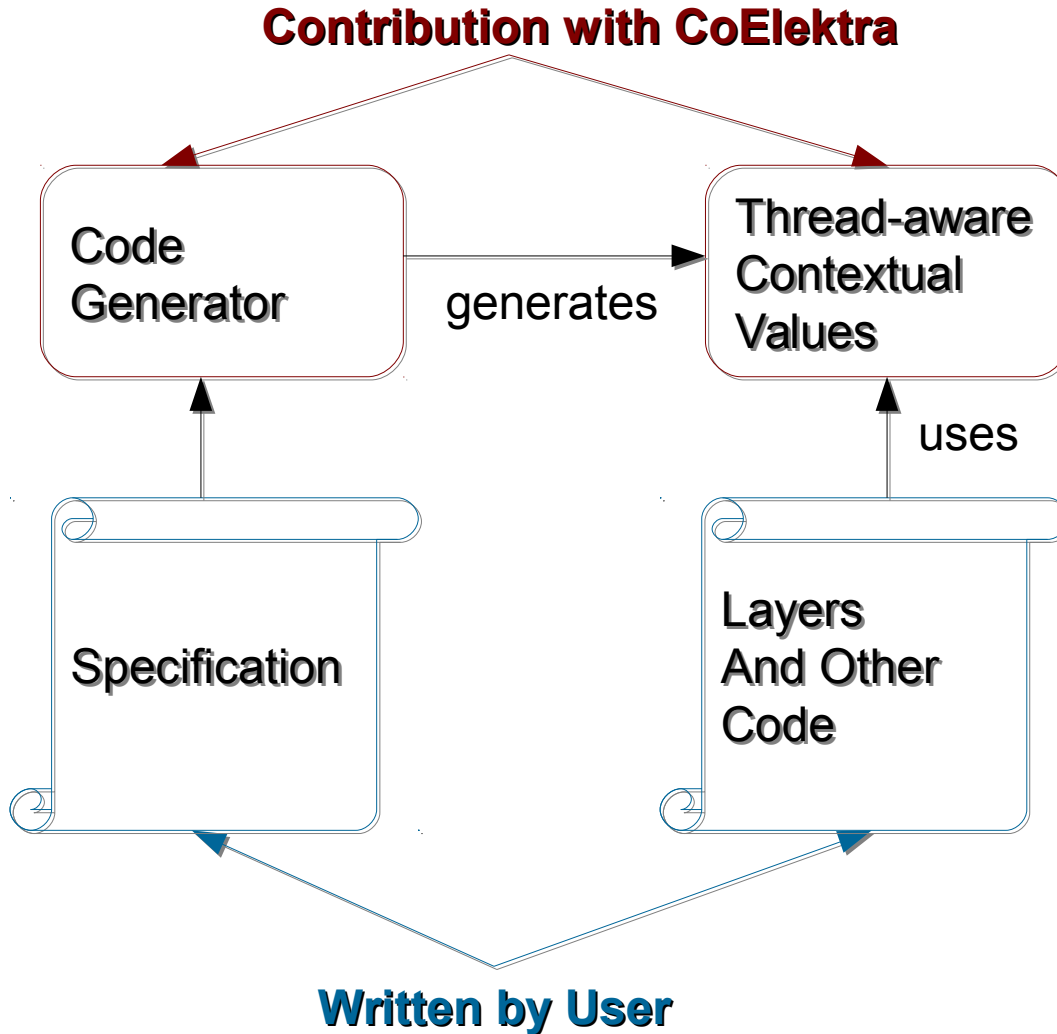 Contribution with CoElektra
Code
Generator
generates
Thread-aware
Contextual
Values
uses
Specification
Layers
And Other
Code
Written by User